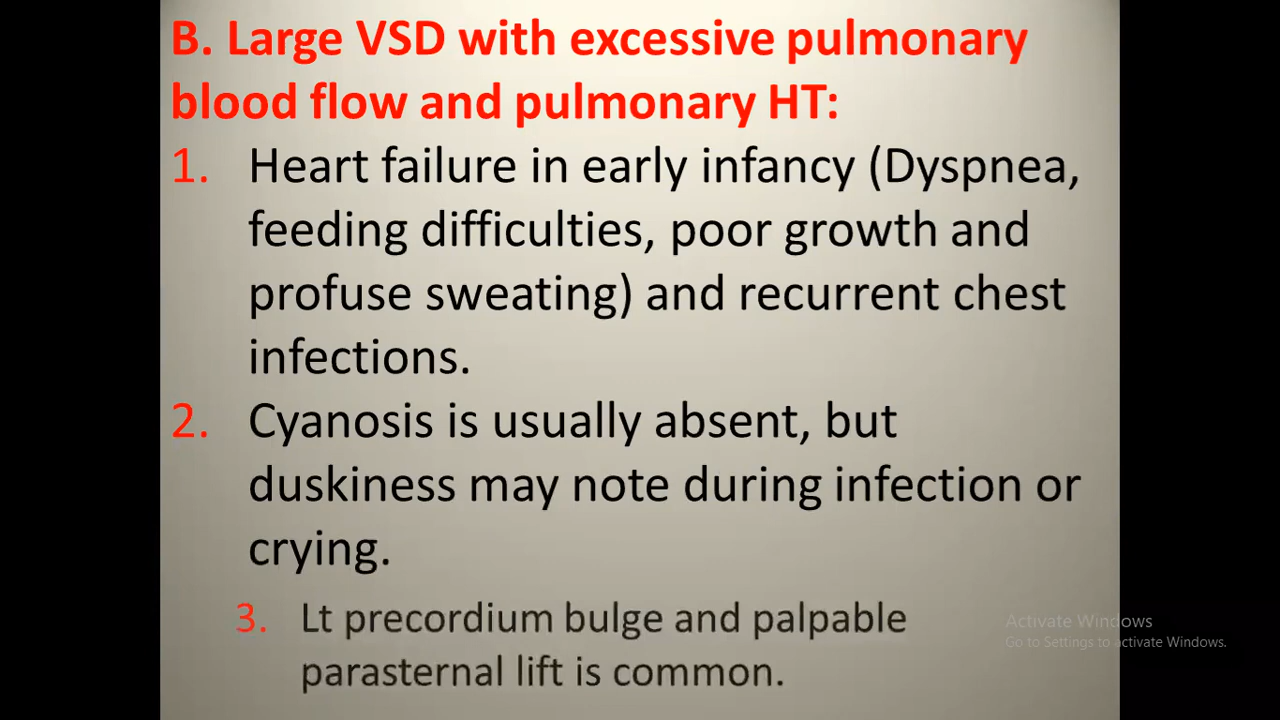 B. Large VSD with excessive pulmonary
blood flow and pulmonary HT:
1. Heart failure in early infancy (Dyspnea,
feeding difficulties, poor growth and
profuse sweating) and recurrent chest
infections.
2. Cyanosis is usually absent, but
duskiness may note during infection or
crying.
3. Lt precordium bulge and palpable
parasternal lift is common.
Activate Windows
Go to Settings to activate Windows.